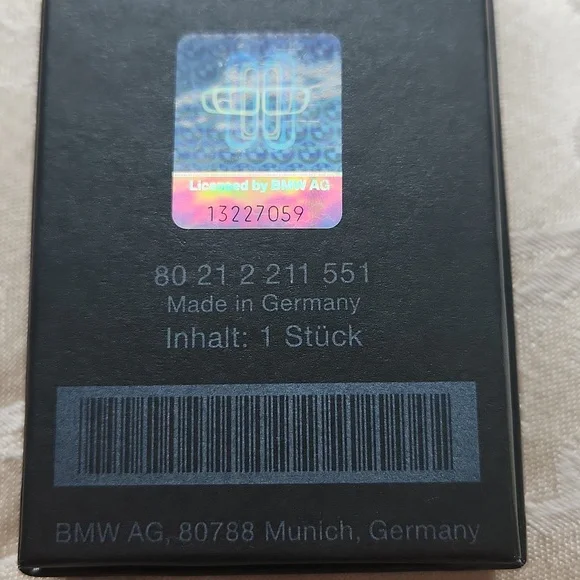 Licensed by BMW AG
13227059
80 21 2 211 551
Made in Germany
Inhalt: 1 Stück
BMW AG, 80788 Munich, Germany